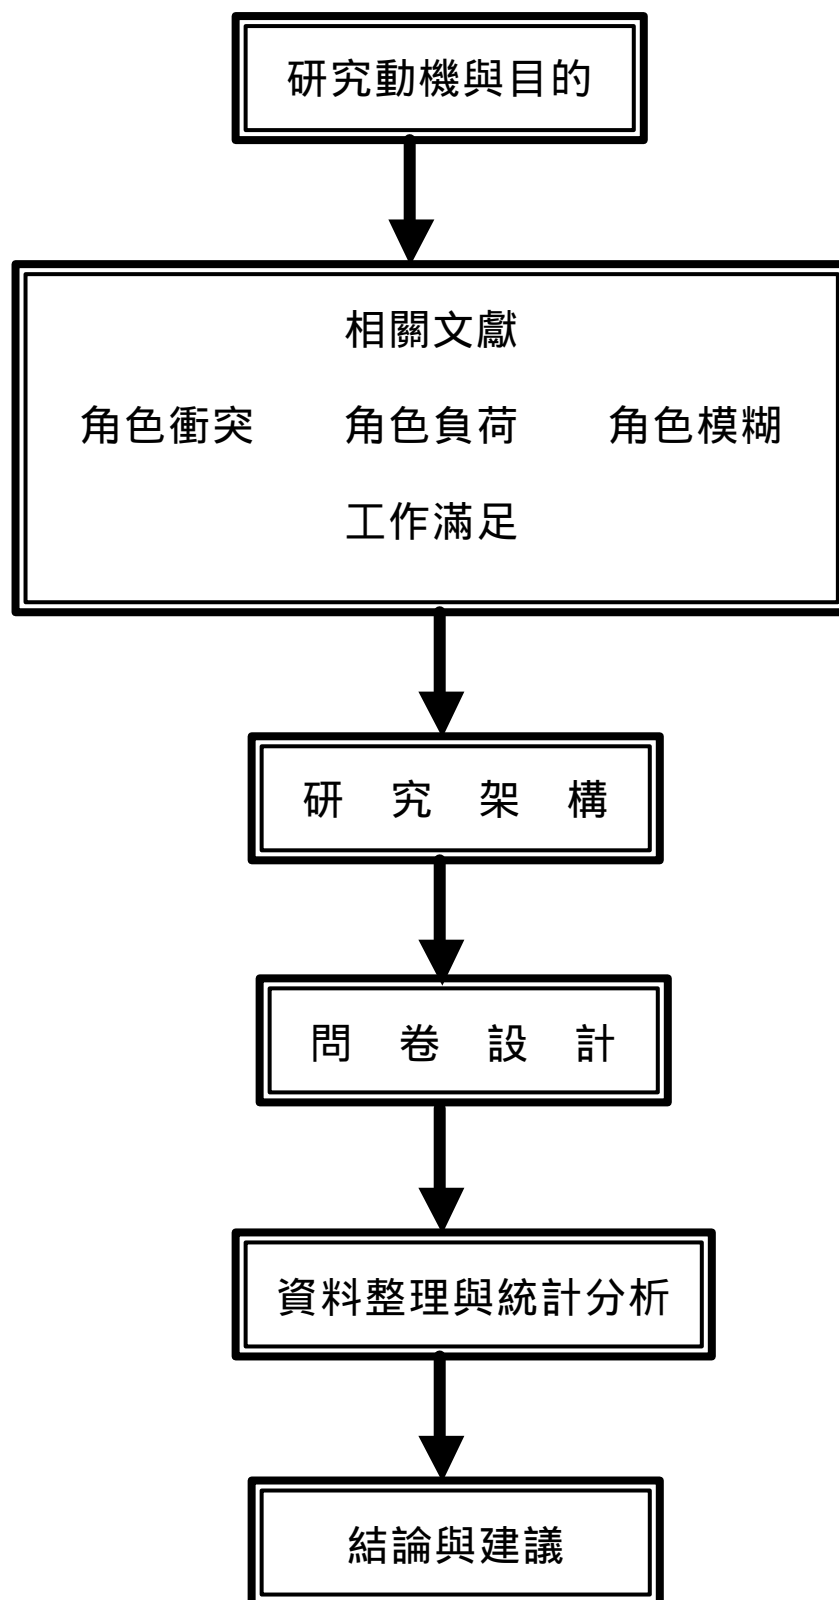 研究動機與目的
相關文獻
角色衝突 角色負荷 角色模糊
工作滿足
研 究 架 構
問 卷 設 計
資料整理與統計分析
結論與建議